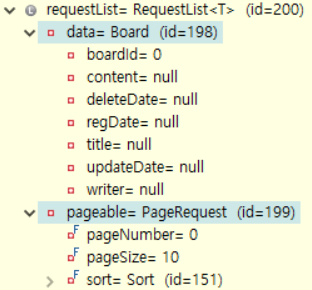 requestList= RequestList<T> (id=200)
data= Board (id=198)
boardId= 0
content= null
deleteDate= null
regDate= null
title= null
updateDate= null
writer= null
pageable= PageRequest (id=199)
F pageNumber= 0
F pageSize= 10
F sort= Sort (id=151)